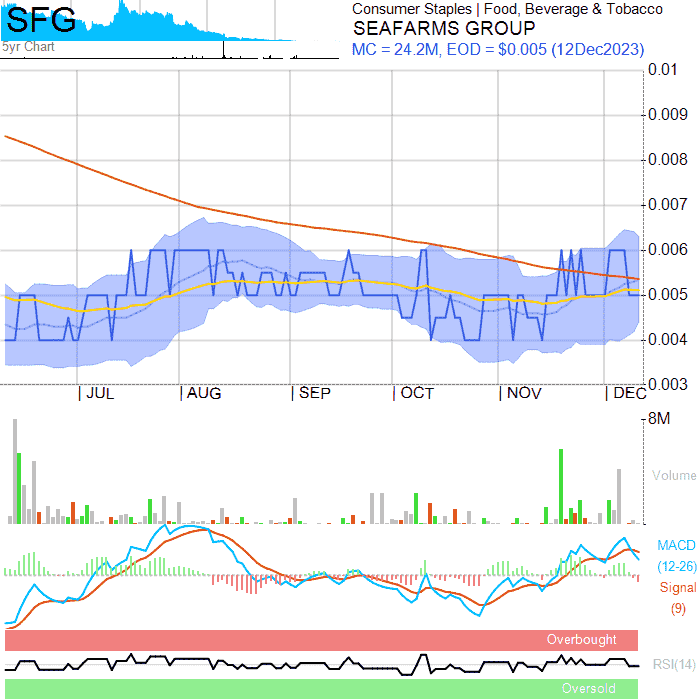 SFG
5yr Chart
Consumer Staples | Food, Beverage & Tobacco
SEAFARMS GROUP
MC = 24.2M, EOD = $0.005 (12Dec2023)
0.01
0.009
0.008
0.007
0.006
0.005
0.004
0.003
| JUL | AUG | SEP | OCT | NOV | DEC
8M
Volume
MACD
(12-26)
Signal
(9)
Overbought
RSI(14)
Oversold